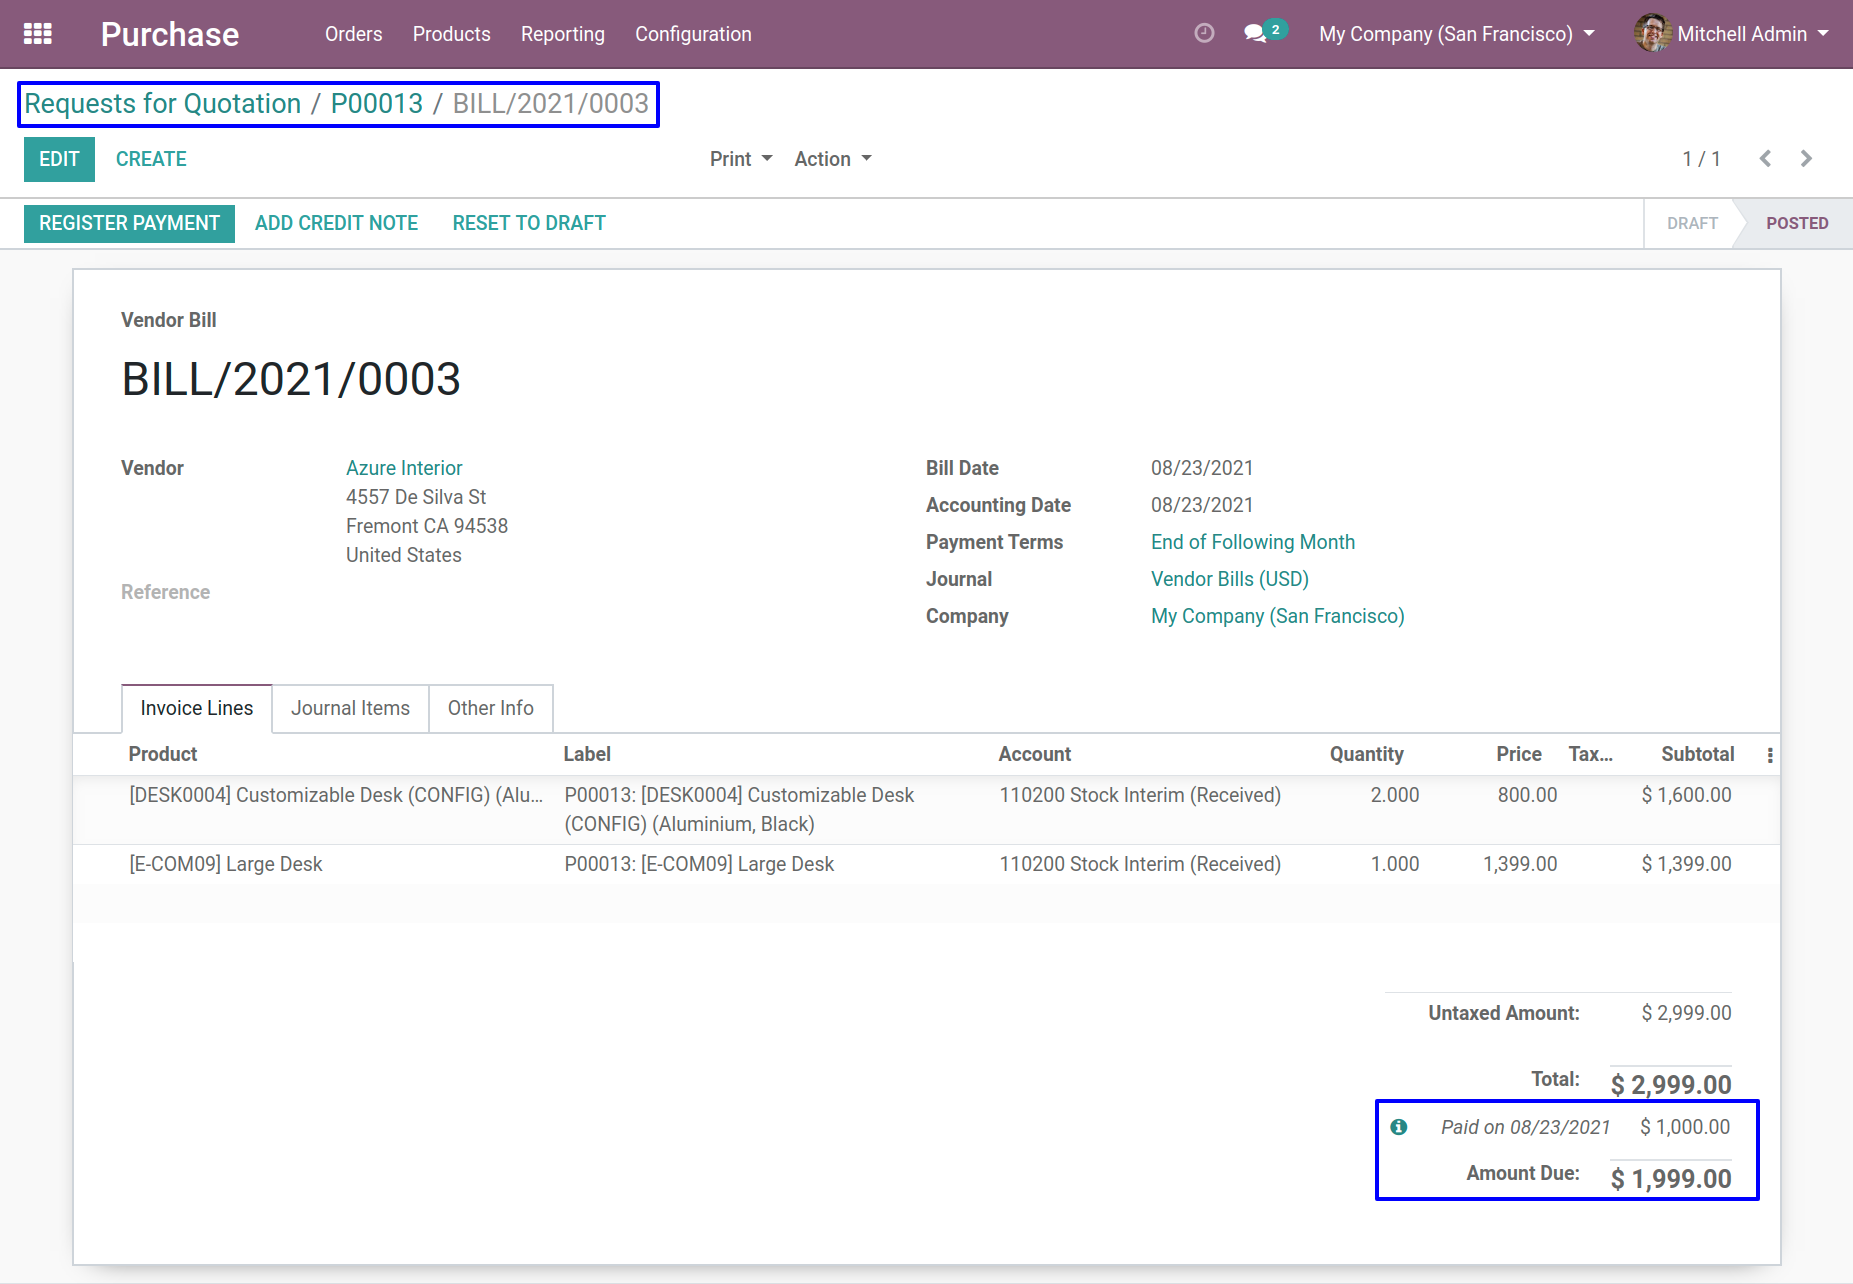 Purchase Orders Products Reporting Configuration 2 My Company (San Francisco) Mitchell Admin
Requests for Quotation / P00013 / BILL/2021/0003
EDIT CREATE Print Action 1 / 1
REGISTER PAYMENT ADD CREDIT NOTE RESET TO DRAFT DRAFT POSTED
Vendor Bill
BILL/2021/0003
Vendor Azure Interior
4557 De Silva St
Fremont CA 94538
United States
Reference
Bill Date 08/23/2021
Accounting Date 08/23/2021
Payment Terms End of Following Month
Journal Vendor Bills (USD)
Company My Company (San Francisco)
Invoice Lines Journal Items Other Info
Product Label Account Quantity Price Tax... Subtotal
[DESK0004] Customizable Desk (CONFIG) (Alu... P00013: [DESK0004] Customizable Desk 110200 Stock Interim (Received) 2.000 800.00 $ 1,600.00
(CONFIG) (Aluminium, Black)
[E-COM09] Large Desk P00013: [E-COM09] Large Desk 110200 Stock Interim (Received) 1.000 1,399.00 $ 1,399.00
Untaxed Amount: $ 2,999.00
Total: $ 2,999.00
Paid on 08/23/2021 $ 1,000.00
Amount Due: $ 1,999.00